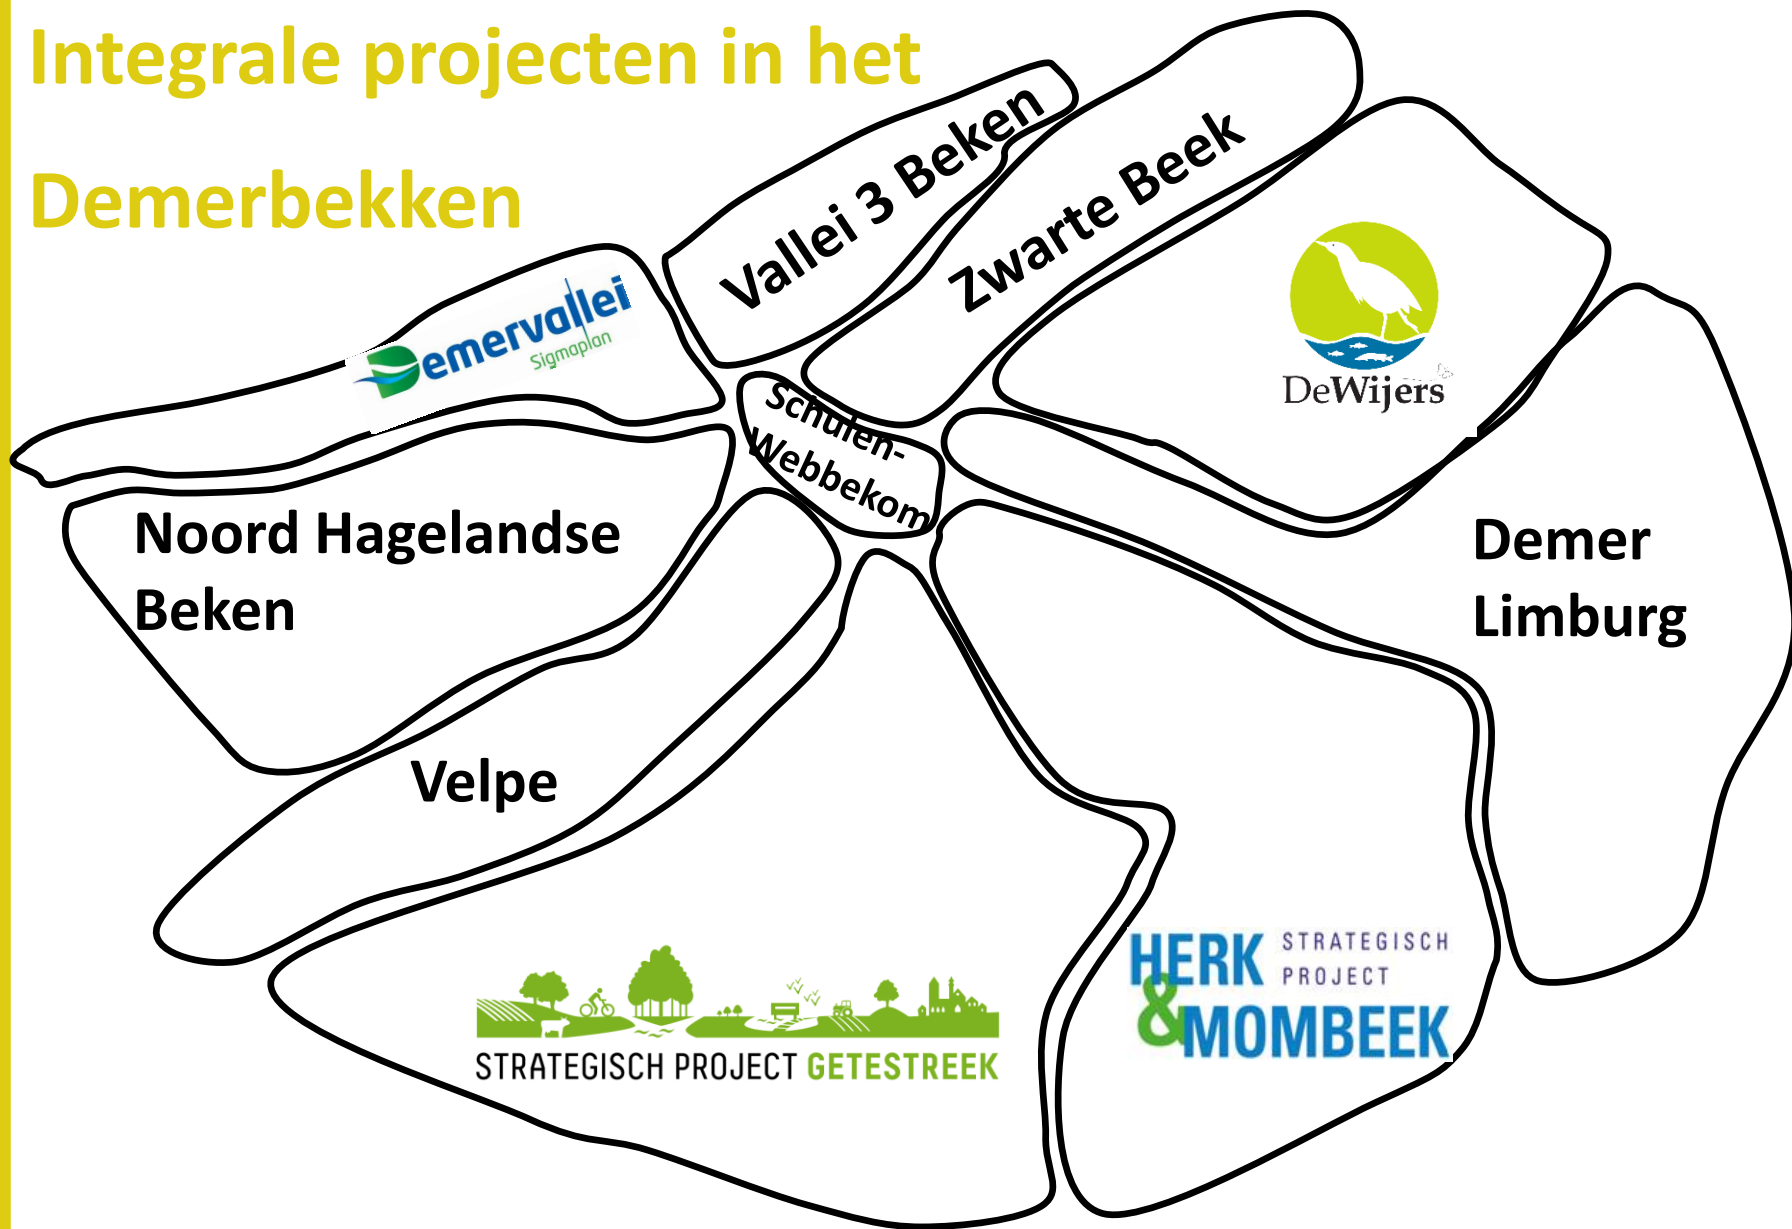 Integrale projecten in het
Demerbekken
Vallei 3 Beken
Zwarte Beek
Demervallei
Sigmaplan
DeWijers
Schulen-
Webbekom
Noord Hagelandse
Beken
Demer
Limburg
Velpe
HERK STRATEGISCH
PROJECT
& MOMBEEK
STRATEGISCH PROJECT GETESTREEK